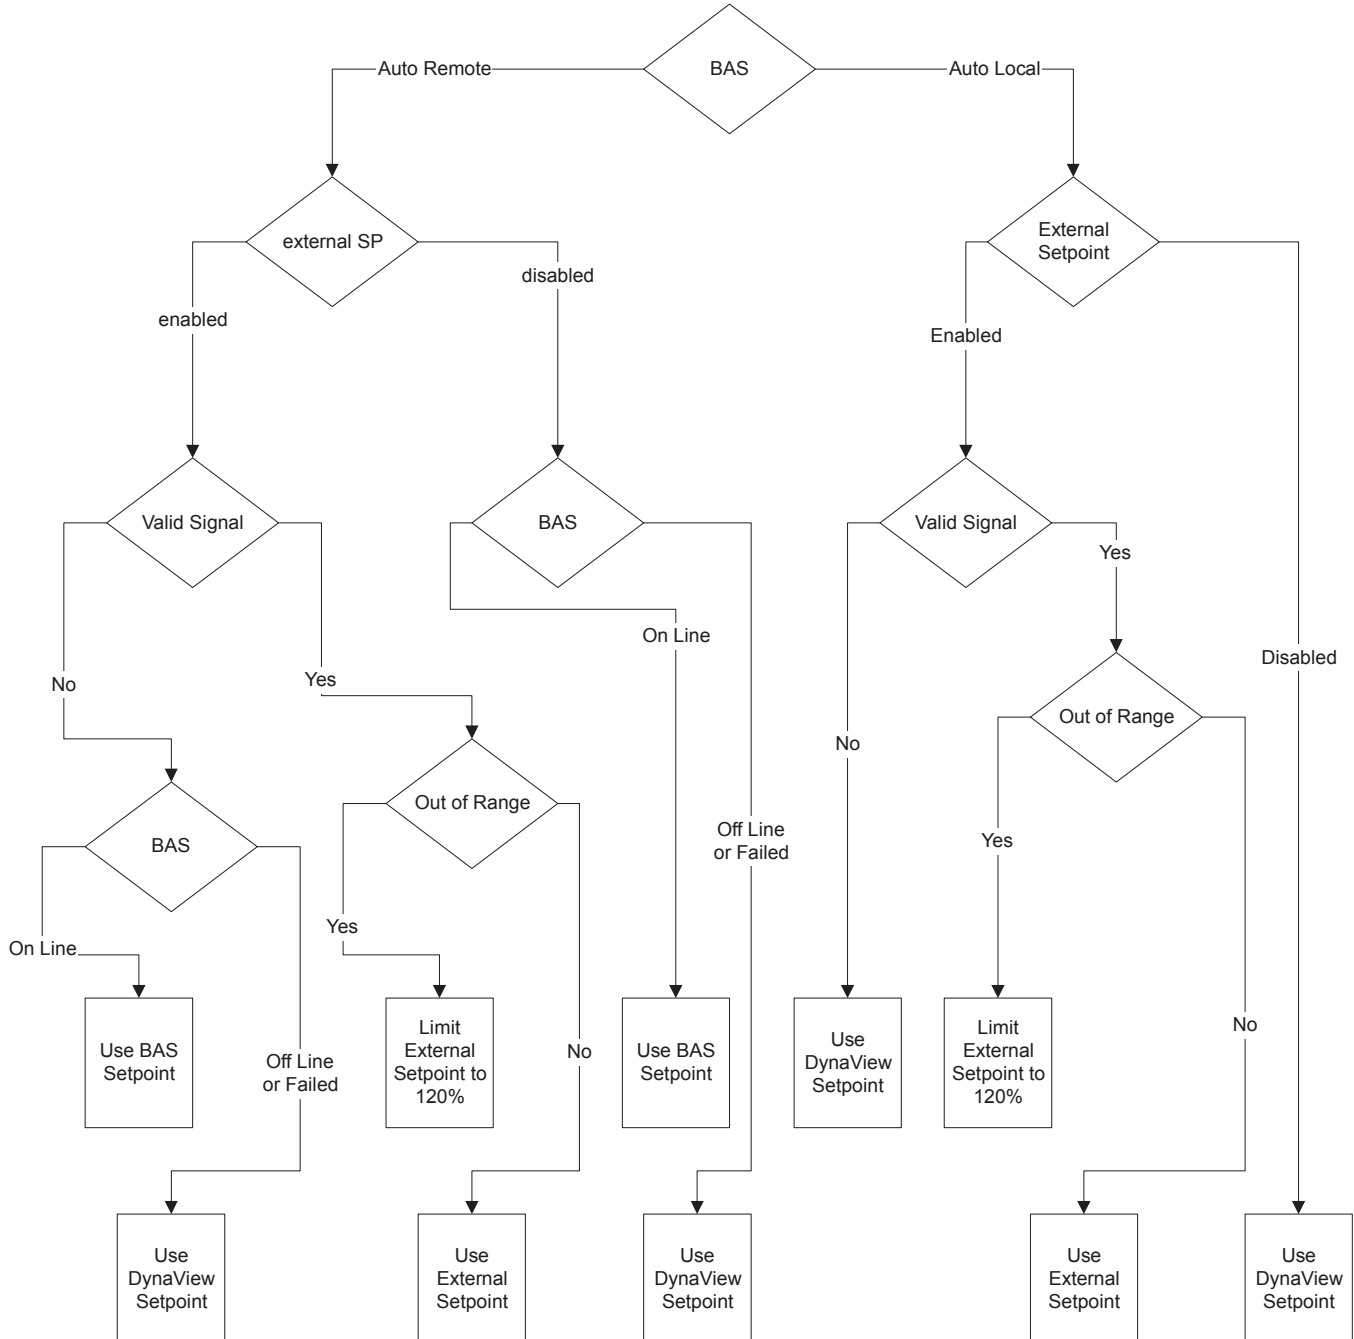 Auto Remote
BAS
Auto Local
external SP
External
Setpoint
disabled
enabled
Enabled
Valid Signal
BAS
Valid Signal
Yes
On Line
Disabled
No
Yes
Out of Range
No
Out of Range
BAS
Off Line
or Failed
Yes
Yes
On Line
Use BAS
Setpoint
Off Line
or Failed
Limit
External
Setpoint to
120%
No
Use BAS
Setpoint
Use
DynaView
Setpoint
Limit
External
Setpoint to
120%
No
Use
DynaView
Setpoint
Use
External
Setpoint
Use
DynaView
Setpoint
Use
External
Setpoint
Use
DynaView
Setpoint